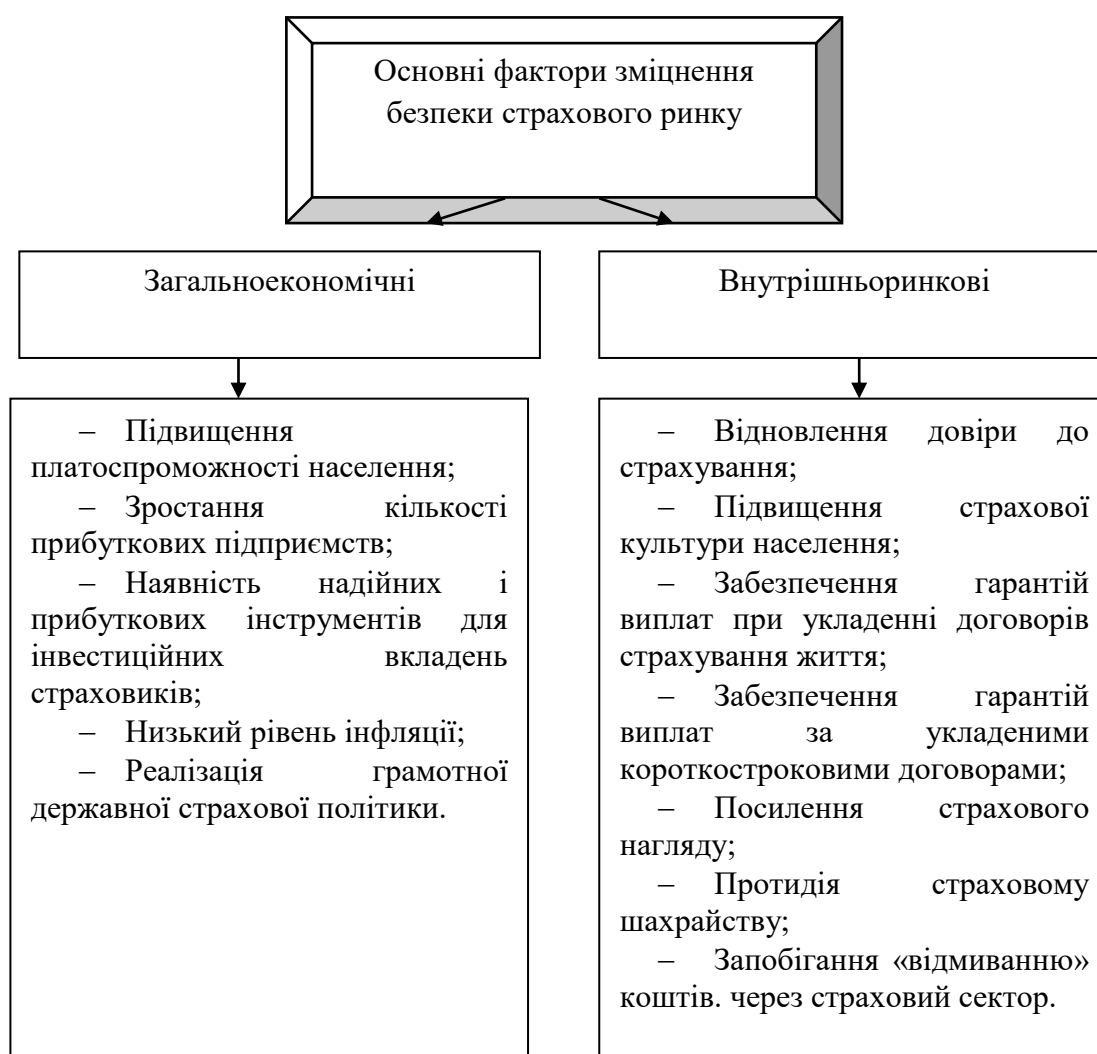 Основні фактори зміцнення
безпеки страхового ринку
Загальноекономічні
– Підвищення
платоспроможності населення;
– Зростання кількості
прибуткових підприємств;
– Наявність надійних і
прибуткових інструментів для
інвестиційних вкладень
страховиків;
– Низький рівень інфляції;
– Реалізація грамотної
державної страхової політики.
Внутрішньоринкові
– Відновлення довіри до
страхування;
– Підвищення страхової
культури населення;
– Забезпечення гарантій
виплат при укладенні договорів
страхування життя;
– Забезпечення гарантій
виплат за укладеними
короткостроковими договорами;
– Посилення страхового
нагляду;
– Протидія страховому
шахрайству;
– Запобігання «відмиванню»
коштів. через страховий сектор.